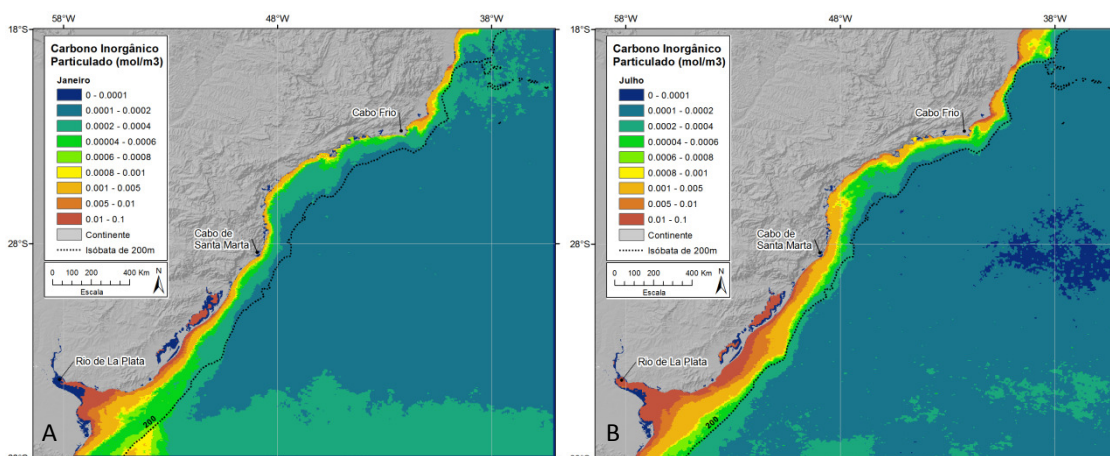 58°W 48°W 38°W
18°S
Carbono Inorgânico
Particulado (mol/m3)
Janeiro
0 - 0.0001
0.0001 - 0.0002
0.0002 - 0.0004
0.00004 - 0.0006
0.0006 - 0.0008
0.0008 - 0.001
0.001 - 0.005
0.005 - 0.01
0.01 - 0.1
Continente
Isóbata de 200m
0 100 200 400 Km
Escala
N
Cabo Frio
28°S
Cabo de
Santa Marta
Rio de La Plata
200
A
58°W 48°W 38°W
18°S
Carbono Inorgânico
Particulado (mol/m3)
Julho
0 - 0.0001
0.0001 - 0.0002
0.0002 - 0.0004
0.00004 - 0.0006
0.0006 - 0.0008
0.0008 - 0.001
0.001 - 0.005
0.005 - 0.01
0.01 - 0.1
Continente
Isóbata de 200m
0 100 200 400 Km
Escala
N
Cabo Frio
28°S
Cabo de
Santa Marta
Rio de La Plata
200
B